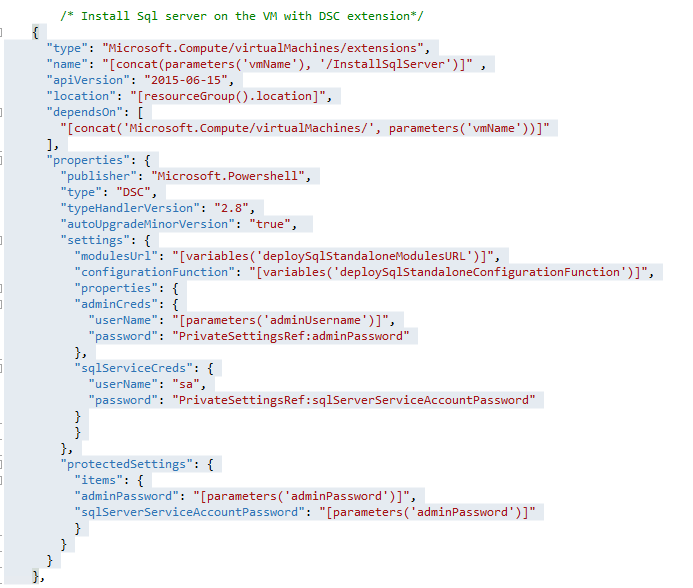 /* Install Sql server on the VM with DSC extension*/
{
"type": "Microsoft.Compute/virtualMachines/extensions",
"name": "[concat(parameters('vmName'), '/InstallSqlServer')]" ,
"apiVersion": "2015-06-15",
"location": "[resourceGroup().location]",
"dependsOn": [
"[concat('Microsoft.Compute/virtualMachines/', parameters('vmName'))]"
],
"properties": {
"publisher": "Microsoft.Powershell",
"type": "DSC",
"typeHandlerVersion": "2.8",
"autoUpgradeMinorVersion": "true",
"settings": {
"modulesUrl": "[variables('deploySqlStandaloneModulesURL')]",
"configurationFunction": "[variables('deploySqlStandaloneConfigurationFunction')]",
"properties": {
"adminCreds": {
"userName": "[parameters('adminUsername')]",
"password": "PrivateSettingsRef:adminPassword"
},
"sqlServiceCreds": {
"userName": "sa",
"password": "PrivateSettingsRef:sqlServerServiceAccountPassword"
}
}
},
"protectedSettings": {
"items": {
"adminPassword": "[parameters('adminPassword')]",
"sqlServerServiceAccountPassword": "[parameters('adminPassword')]"
}
}
}
},